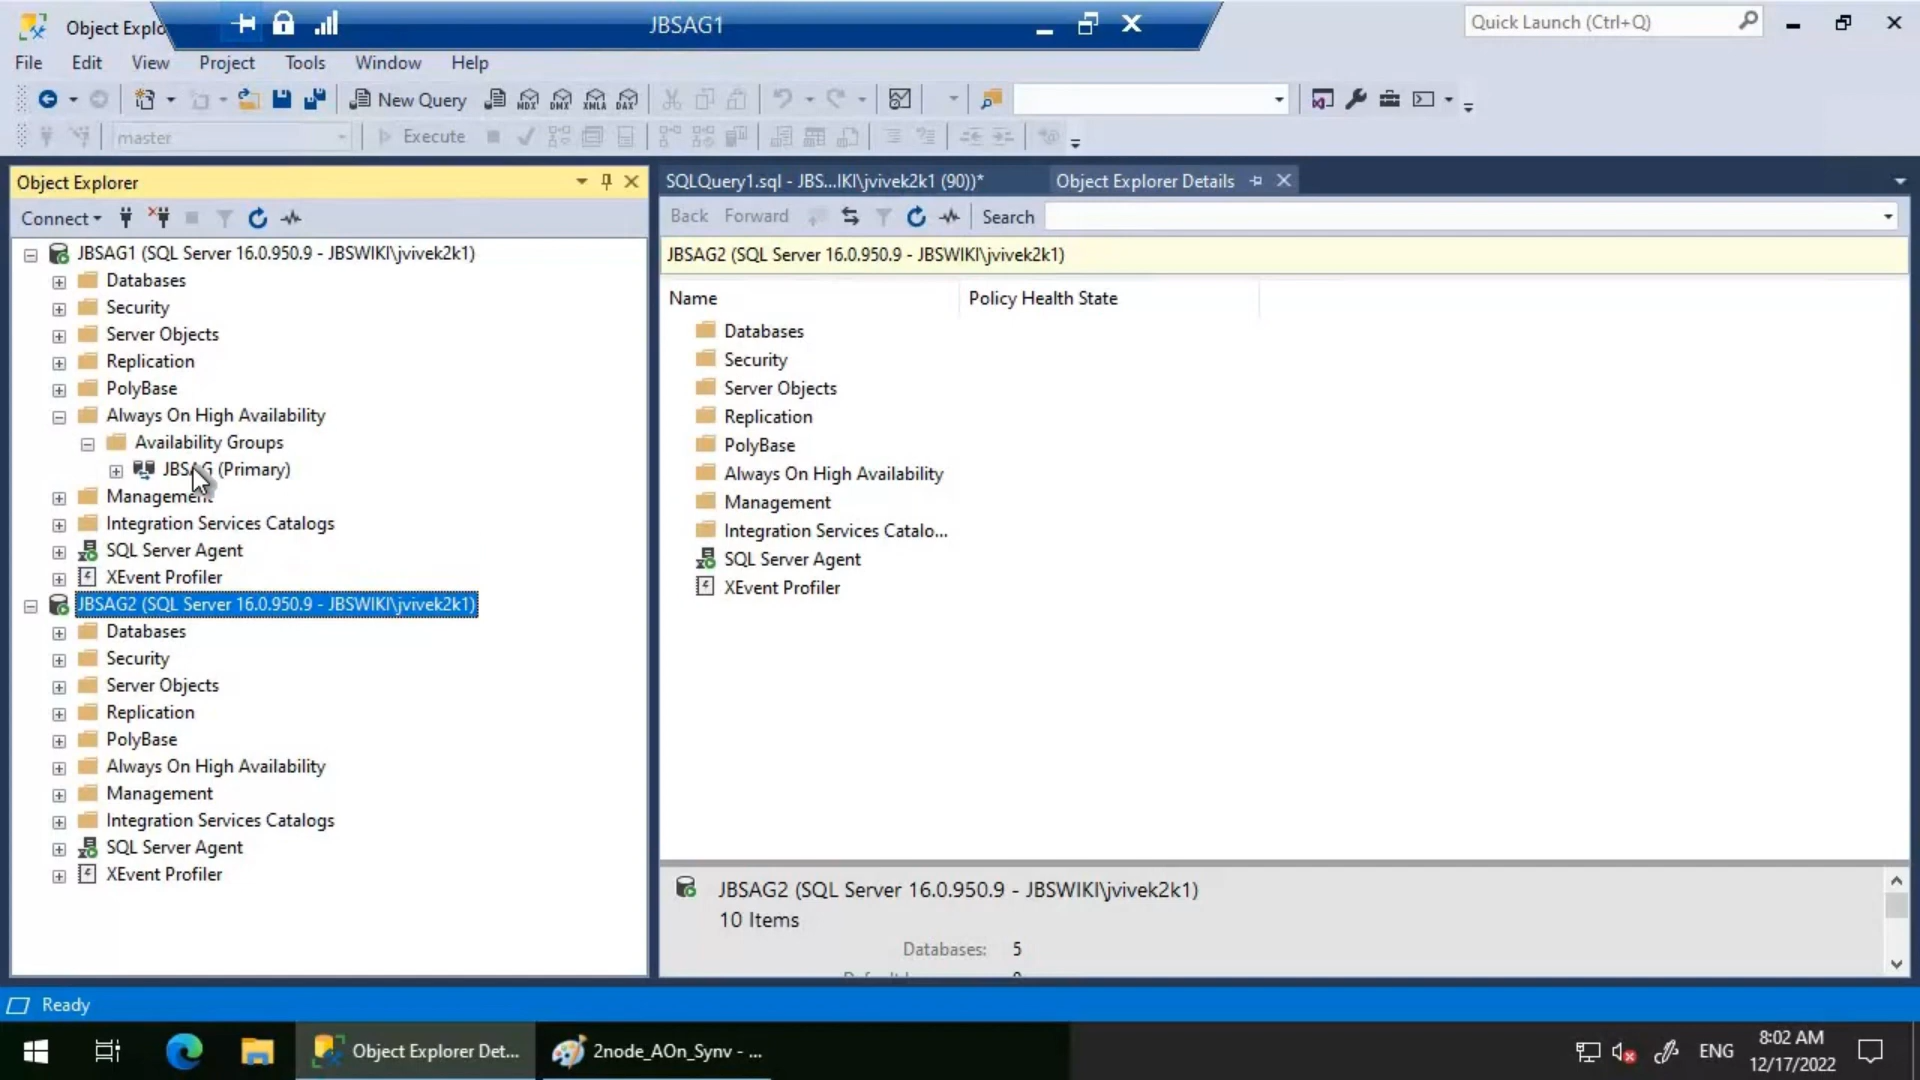 Object Explo
JBSAG1
Quick Launch (Ctrl+Q)
File Edit View Project Tools Window Help
New Query MDX DMX XMLA DAX
master Execute
Object Explorer
SQLQuery1.sql - JBS...IKI\jvivek2k1 (90))* Object Explorer Details
Connect
Back Forward Search
JBSAG1 (SQL Server 16.0.950.9 - JBSWIKI\jvivek2k1)
Databases
Security
Server Objects
Replication
PolyBase
Always On High Availability
Availability Groups
JBSAG (Primary)
Management
Integration Services Catalogs
SQL Server Agent
XEvent Profiler
JBSAG2 (SQL Server 16.0.950.9 - JBSWIKI\jvivek2k1)
Databases
Security
Server Objects
Replication
PolyBase
Always On High Availability
Management
Integration Services Catalogs
SQL Server Agent
XEvent Profiler
JBSAG2 (SQL Server 16.0.950.9 - JBSWIKI\jvivek2k1)
Name Policy Health State
Databases
Security
Server Objects
Replication
PolyBase
Always On High Availability
Management
Integration Services Catalo...
SQL Server Agent
XEvent Profiler
JBSAG2 (SQL Server 16.0.950.9 - JBSWIKI\jvivek2k1)
10 Items
Databases: 5
Ready
Object Explorer Det... 2node_AOn_Synv - ...
ENG
8:02 AM
12/17/2022